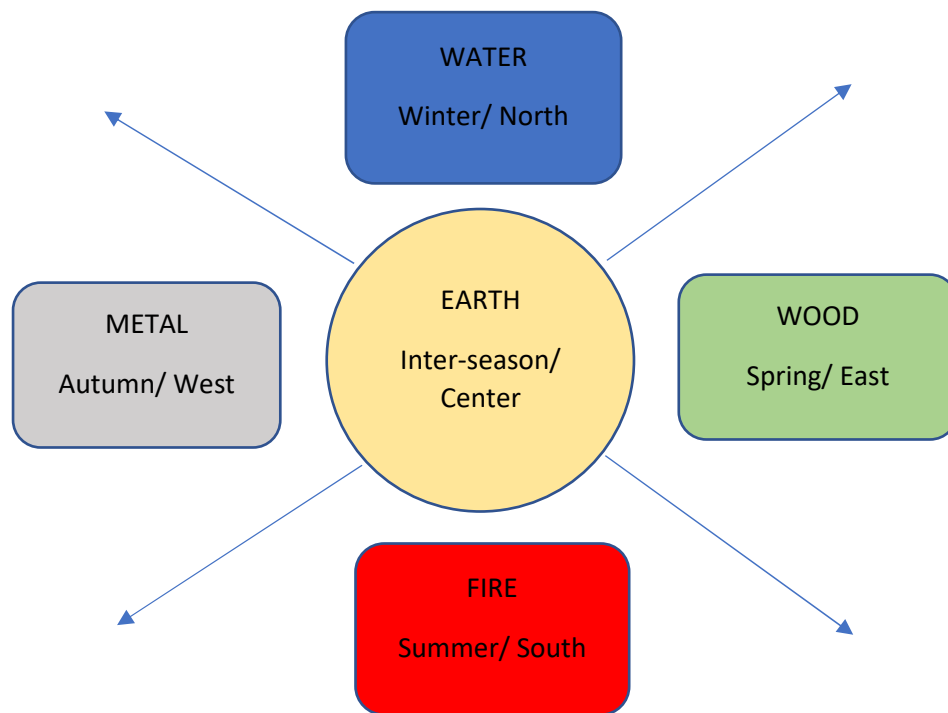 WATER
Winter/ North
METAL
Autumn/ West
EARTH
Inter-season/
Center
WOOD
Spring/ East
FIRE
Summer/ South